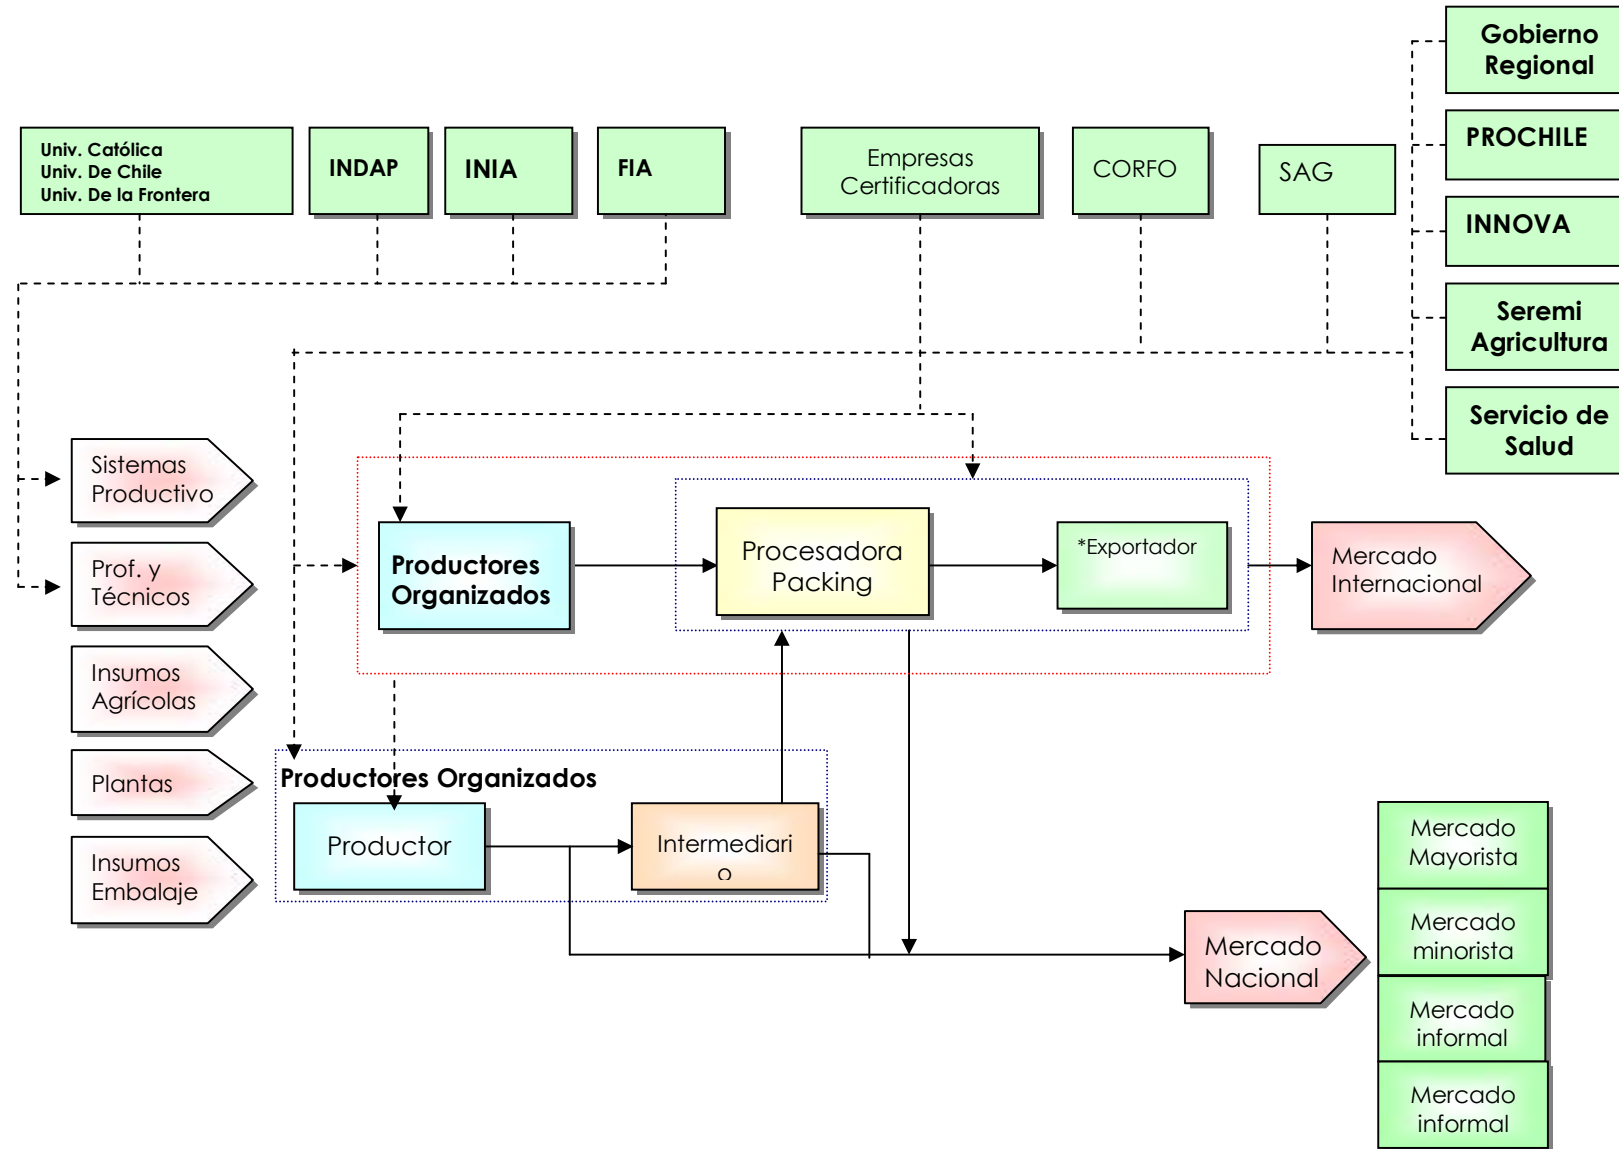 Gobierno
Regional
PROCHILE
INNOVA
Seremi
Agricultura
Servicio de
Salud
Univ. Católica
Univ. De Chile
Univ. De la Frontera
INDAP
INIA
FIA
Empresas
Certificadoras
CORFO
SAG
Sistemas
Productivo
Prof. y
Técnicos
Insumos
Agrícolas
Plantas
Insumos
Embalaje
Productores
Organizados
Procesadora
Packing
*Exportador
Mercado
Internacional
Productores Organizados
Productor
Intermediari
o
Mercado
Nacional
Mercado
Mayorista
Mercado
minorista
Mercado
informal
Mercado
informal